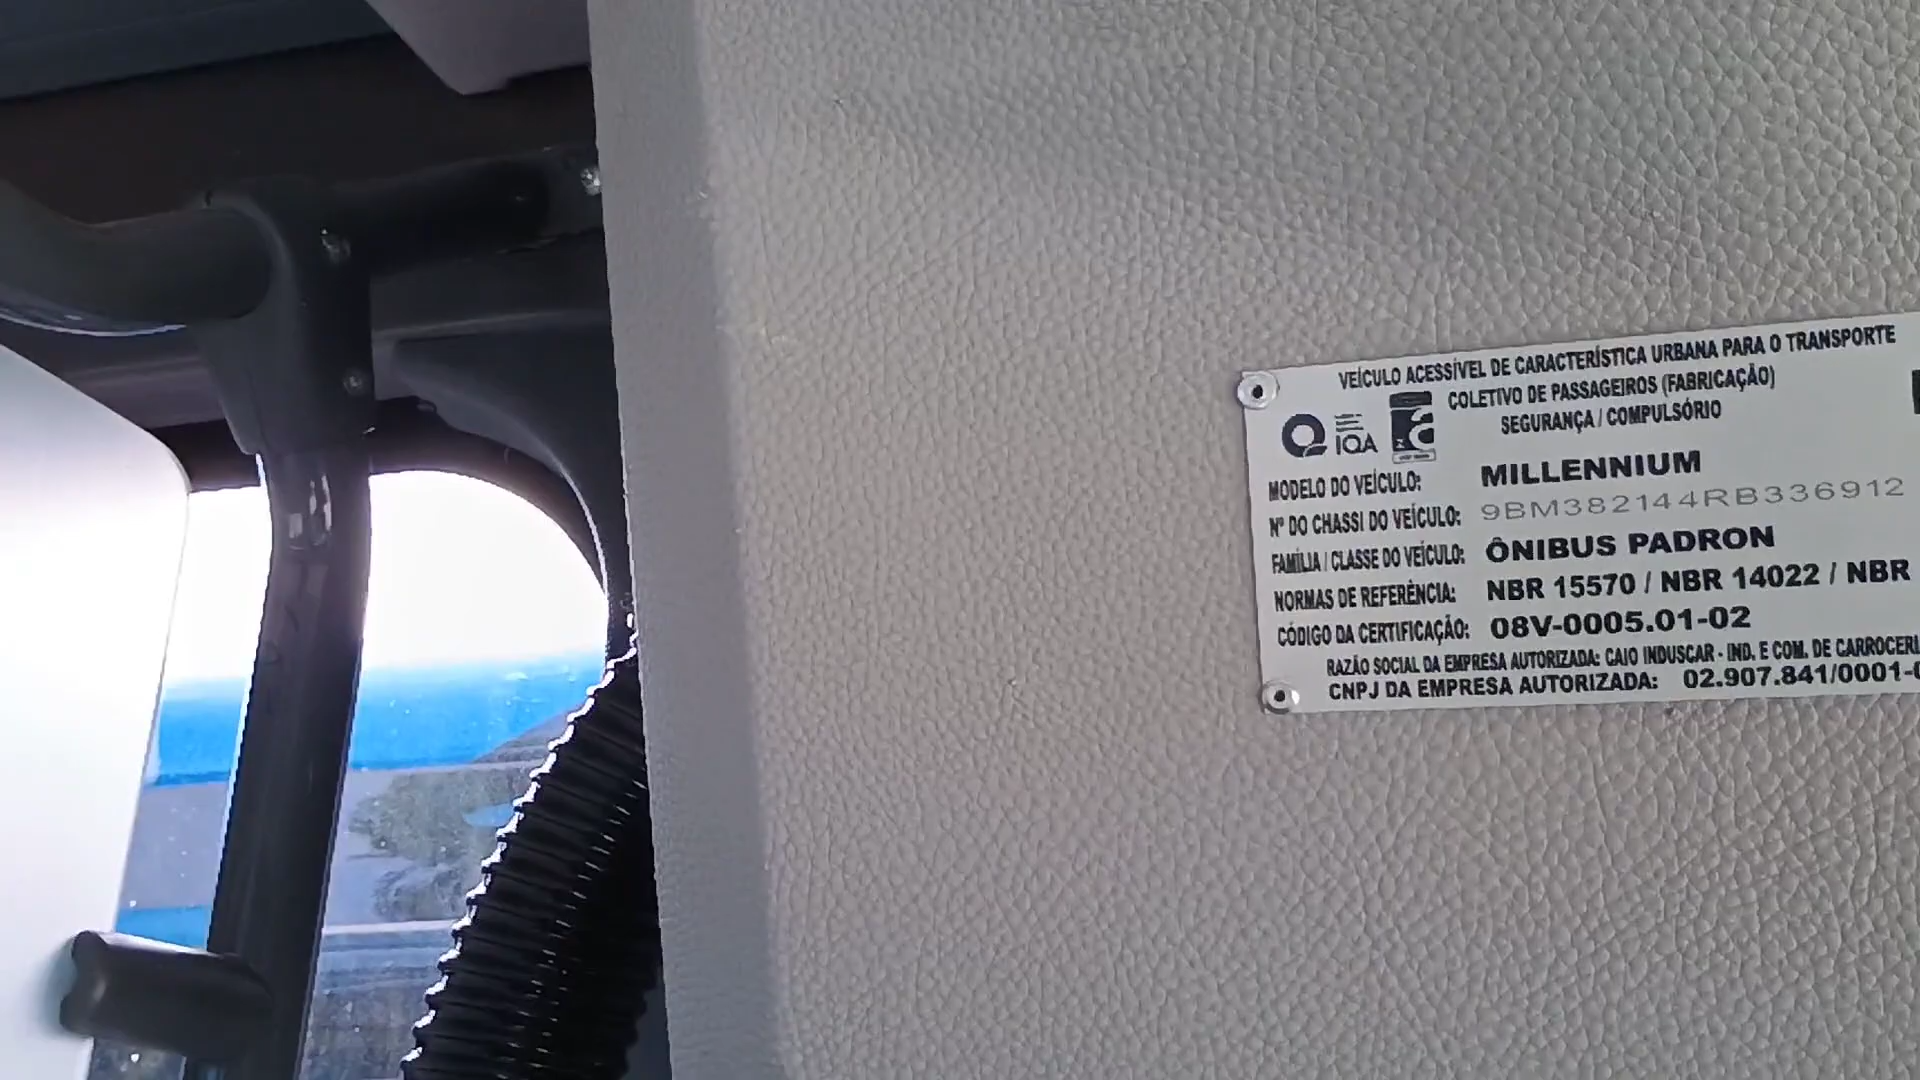 VEÍCULO ACESSÍVEL DE CARACTERÍSTICA URBANA PARA O TRANSPORTE
COLETIVO DE PASSAGEIROS (FABRICAÇÃO)
SEGURANÇA / COMPULSÓRIO
IQA
MODELO DO VEÍCULO: MILLENNIUM
Nº DO CHASSI DO VEÍCULO: 9BM382144RB336912
FAMÍLIA / CLASSE DO VEÍCULO: ÔNIBUS PADRON
NORMAS DE REFERÊNCIA: NBR 15570 / NBR 14022 / NBR
CÓDIGO DA CERTIFICAÇÃO: 08V-0005.01-02
RAZÃO SOCIAL DA EMPRESA AUTORIZADA: CAIO INDUSCAR - IND. E COM. DE CARROCERI
CNPJ DA EMPRESA AUTORIZADA: 02.907.841/0001-